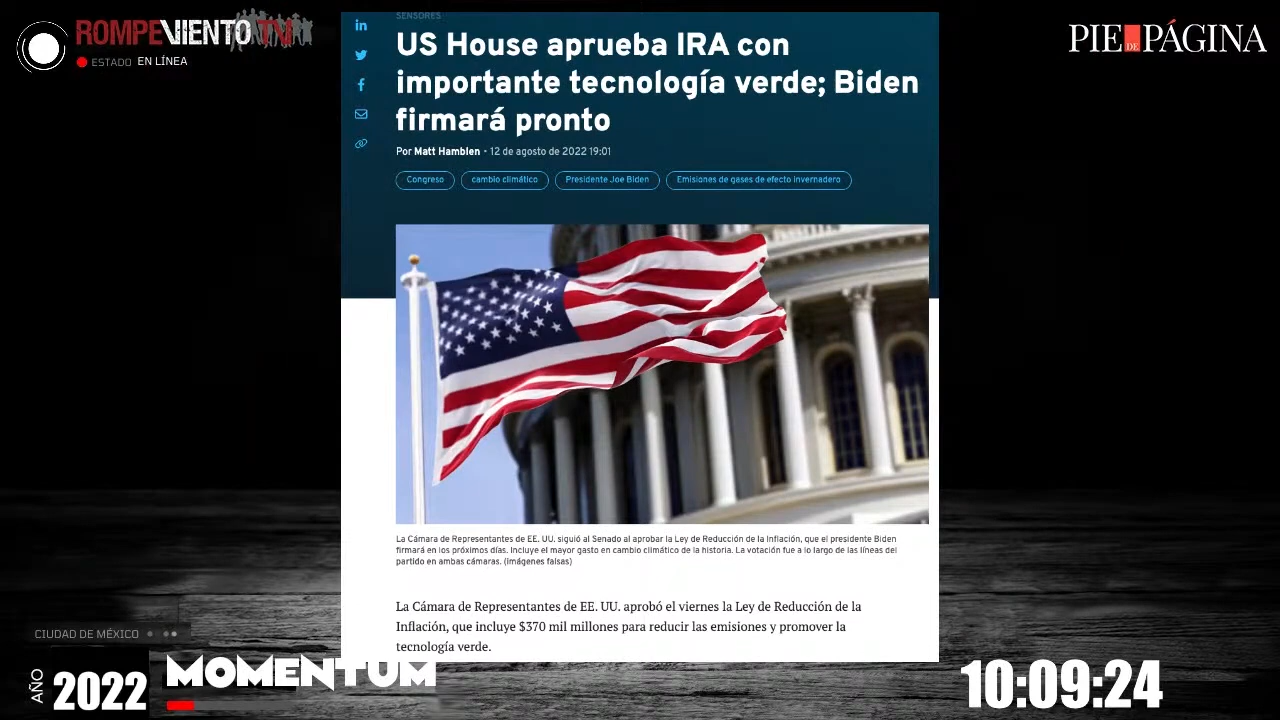 ROMPEVIENTO TV
ESTADO EN LÍNEA
PIE DE PÁGINA
SENSORES
US House aprueba IRA con
importante tecnología verde; Biden
firmará pronto
Por Matt Hamblen - 12 de agosto de 2022 19:01
Congreso
cambio climático
Presidente Joe Biden
Emisiones de gases de efecto invernadero
La Cámara de Representantes de EE. UU. siguió al Senado al aprobar la Ley de Reducción de la Inflación, que el presidente Biden
firmará en los próximos días. Incluye el mayor gasto en cambio climático de la historia. La votación fue a lo largo de las líneas del
partido en ambas cámaras. (Imágenes falsas)
La Cámara de Representantes de EE. UU. aprobó el viernes la Ley de Reducción de la
Inflación, que incluye $370 mil millones para reducir las emisiones y promover la
tecnología verde.
CIUDAD DE MÉXICO
AÑO
2022
MOMENTUM
10:09:24